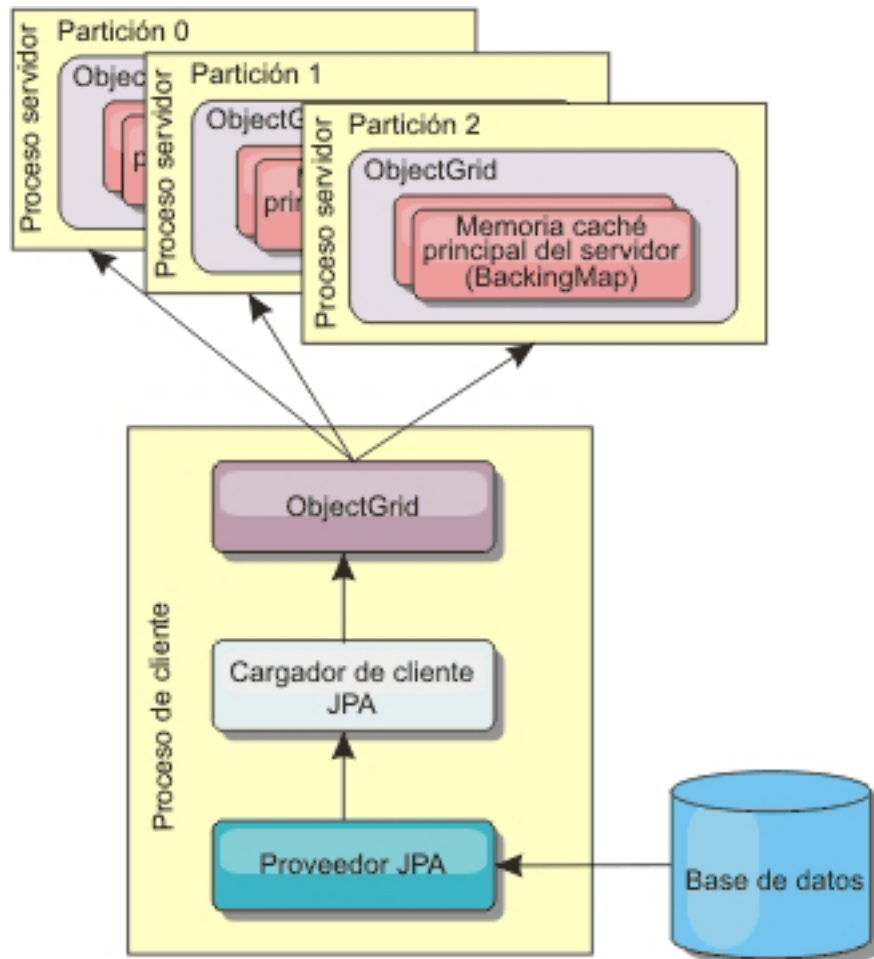 Partición 0
Proceso servidor
Partición 1
Proceso servidor
ObjectG
Partición 2
Proceso servidor
ObjectGrid
Memoria caché
principal del servidor
(BackingMap)
Proceso de cliente
ObjectGrid
Cargador de cliente
JPA
Proveedor JPA
Base de datos